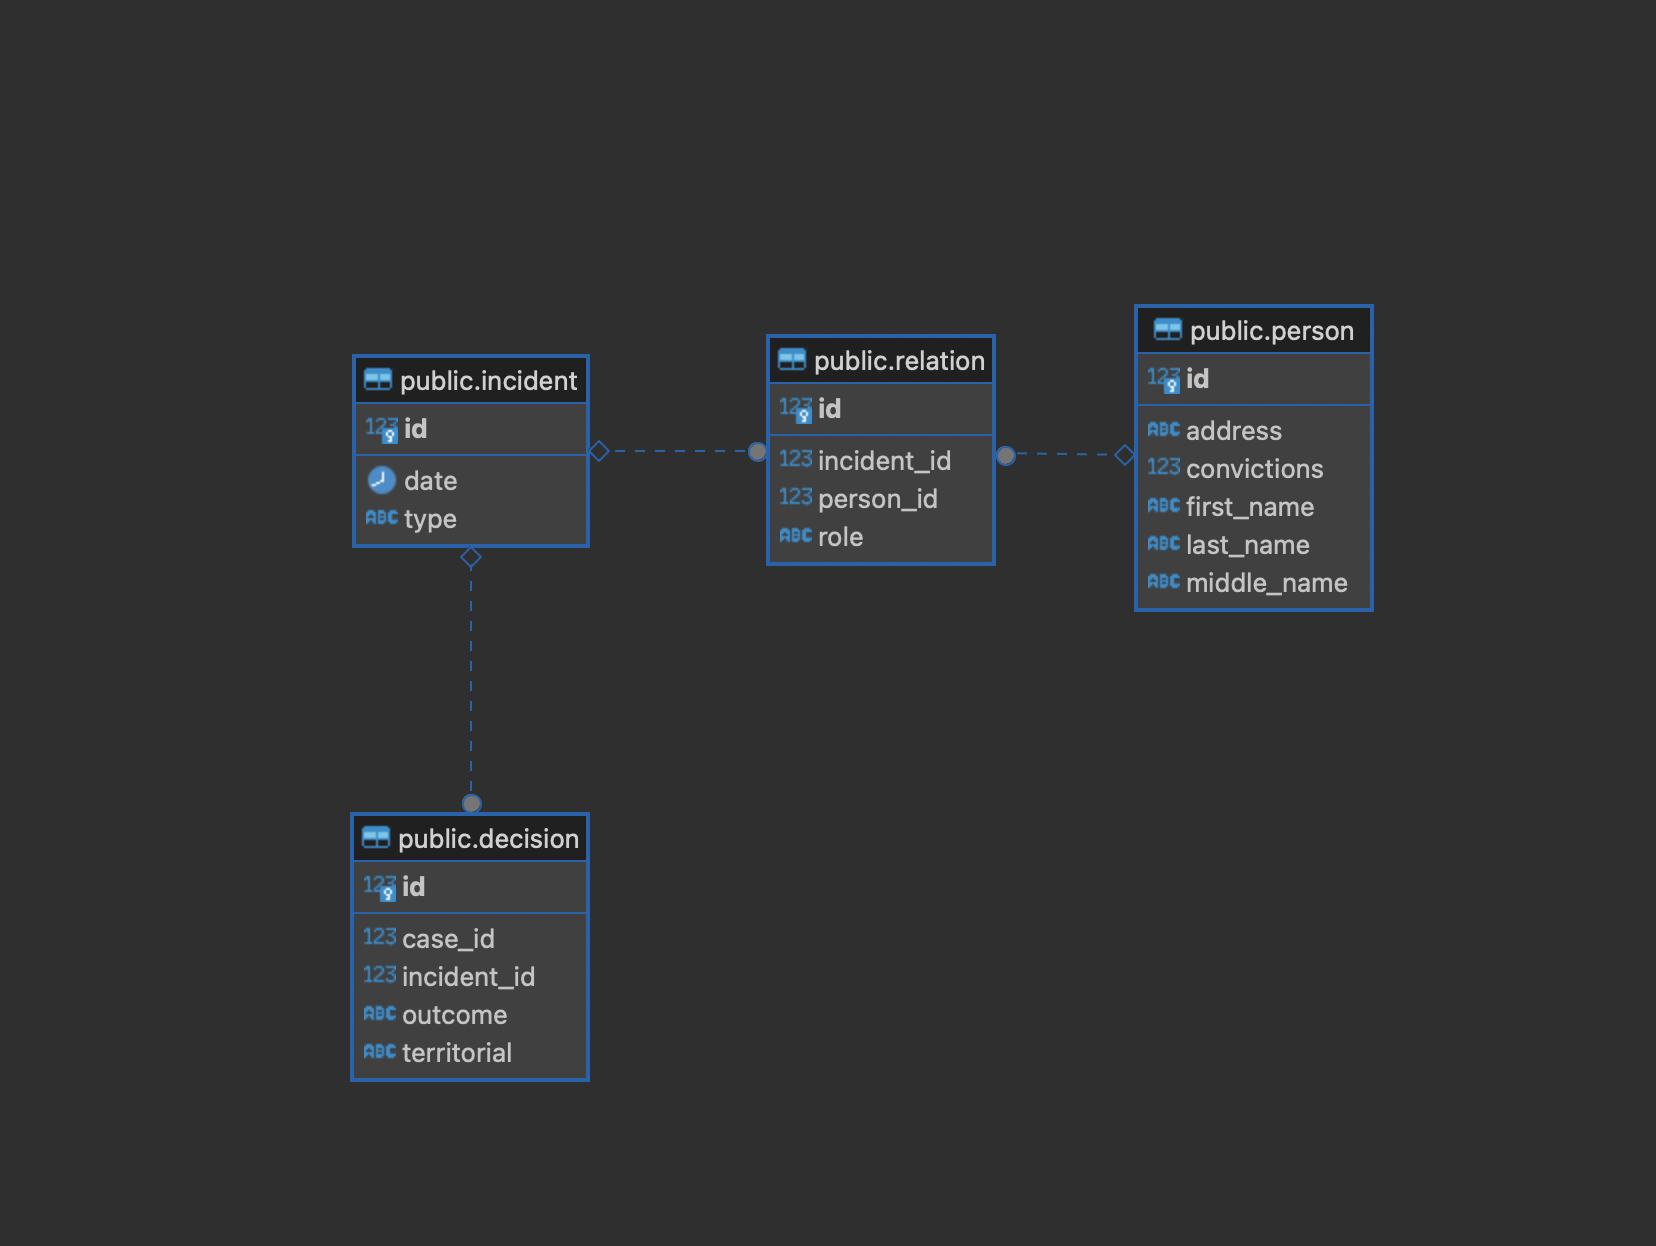 public.incident
123 id
date
ABC type
public.relation
123 id
123 incident_id
123 person_id
ABC role
public.person
123 id
ABC address
123 convictions
ABC first_name
ABC last_name
ABC middle_name
public.decision
123 id
123 case_id
123 incident_id
ABC outcome
ABC territorial